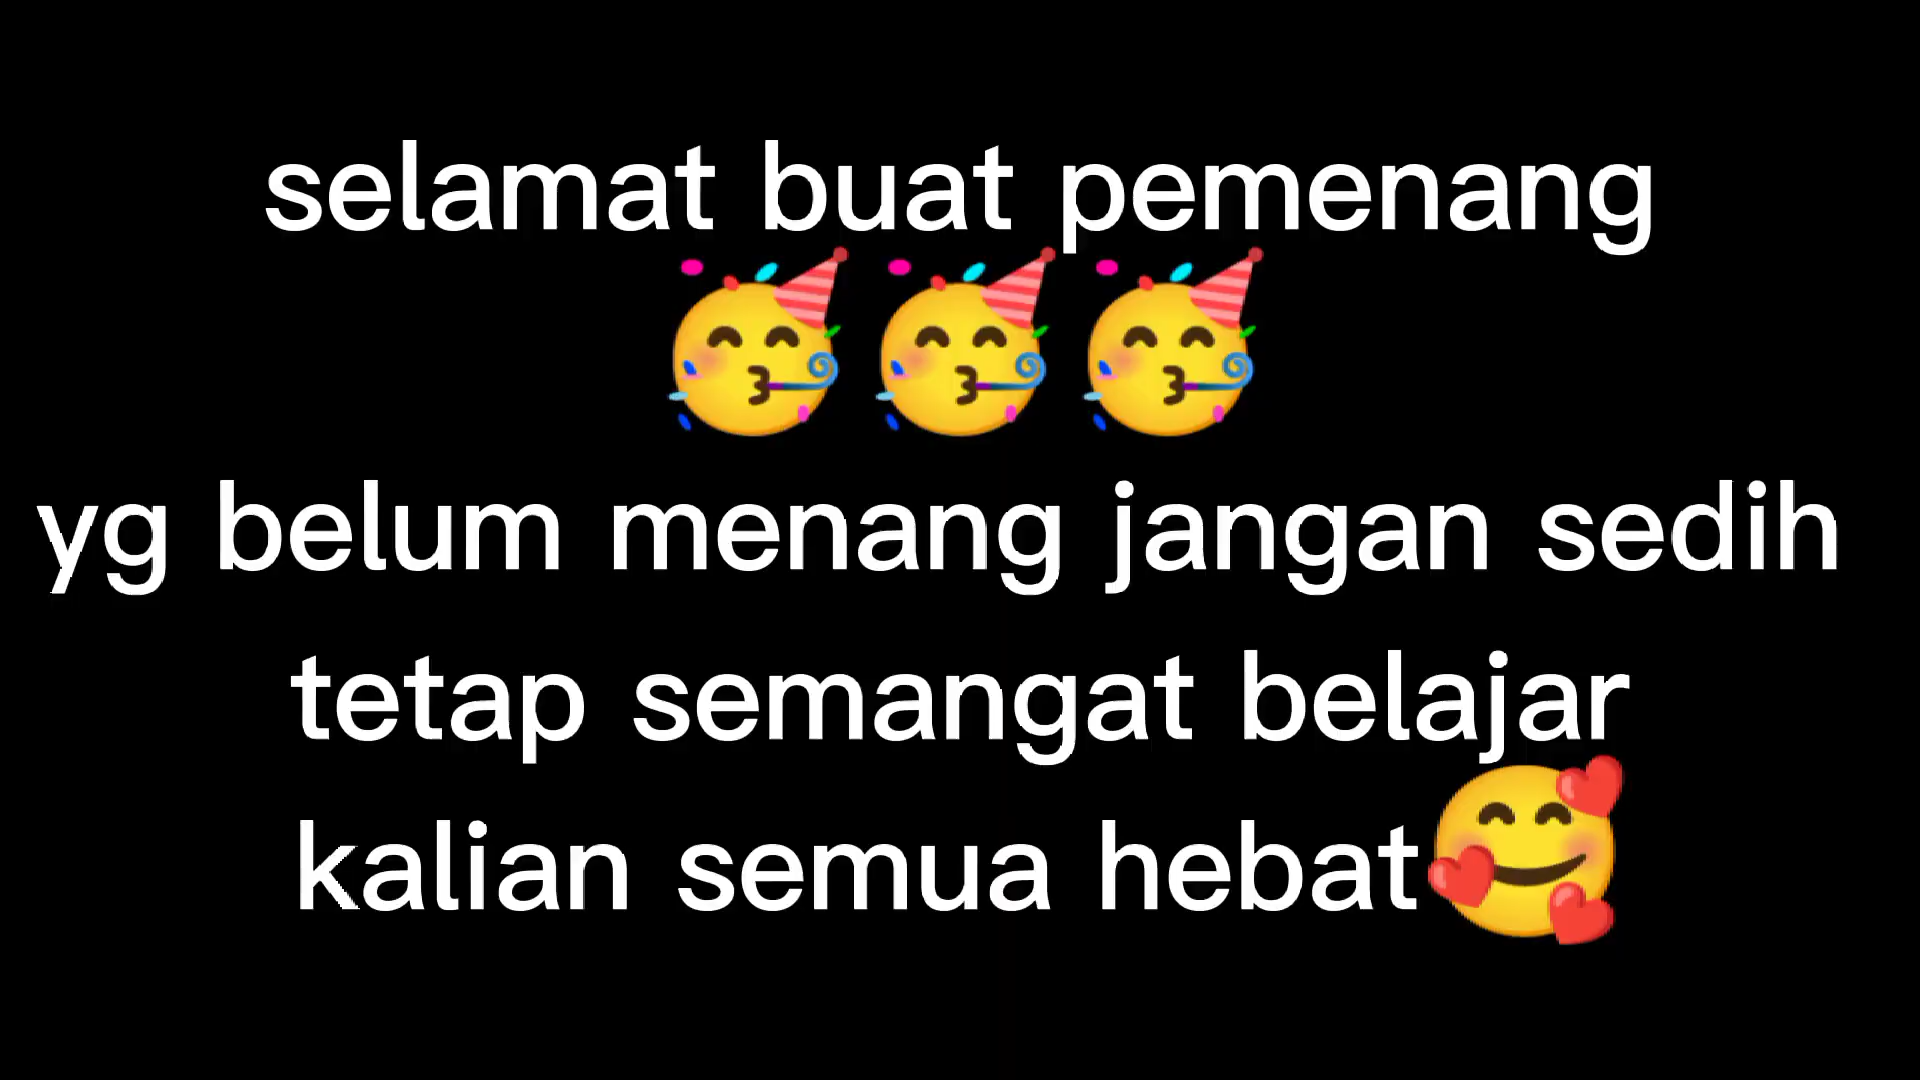 selamat buat pemenang
🥳🥳🥳
yg belum menang jangan sedih
tetap semangat belajar
kalian semua hebat🥰